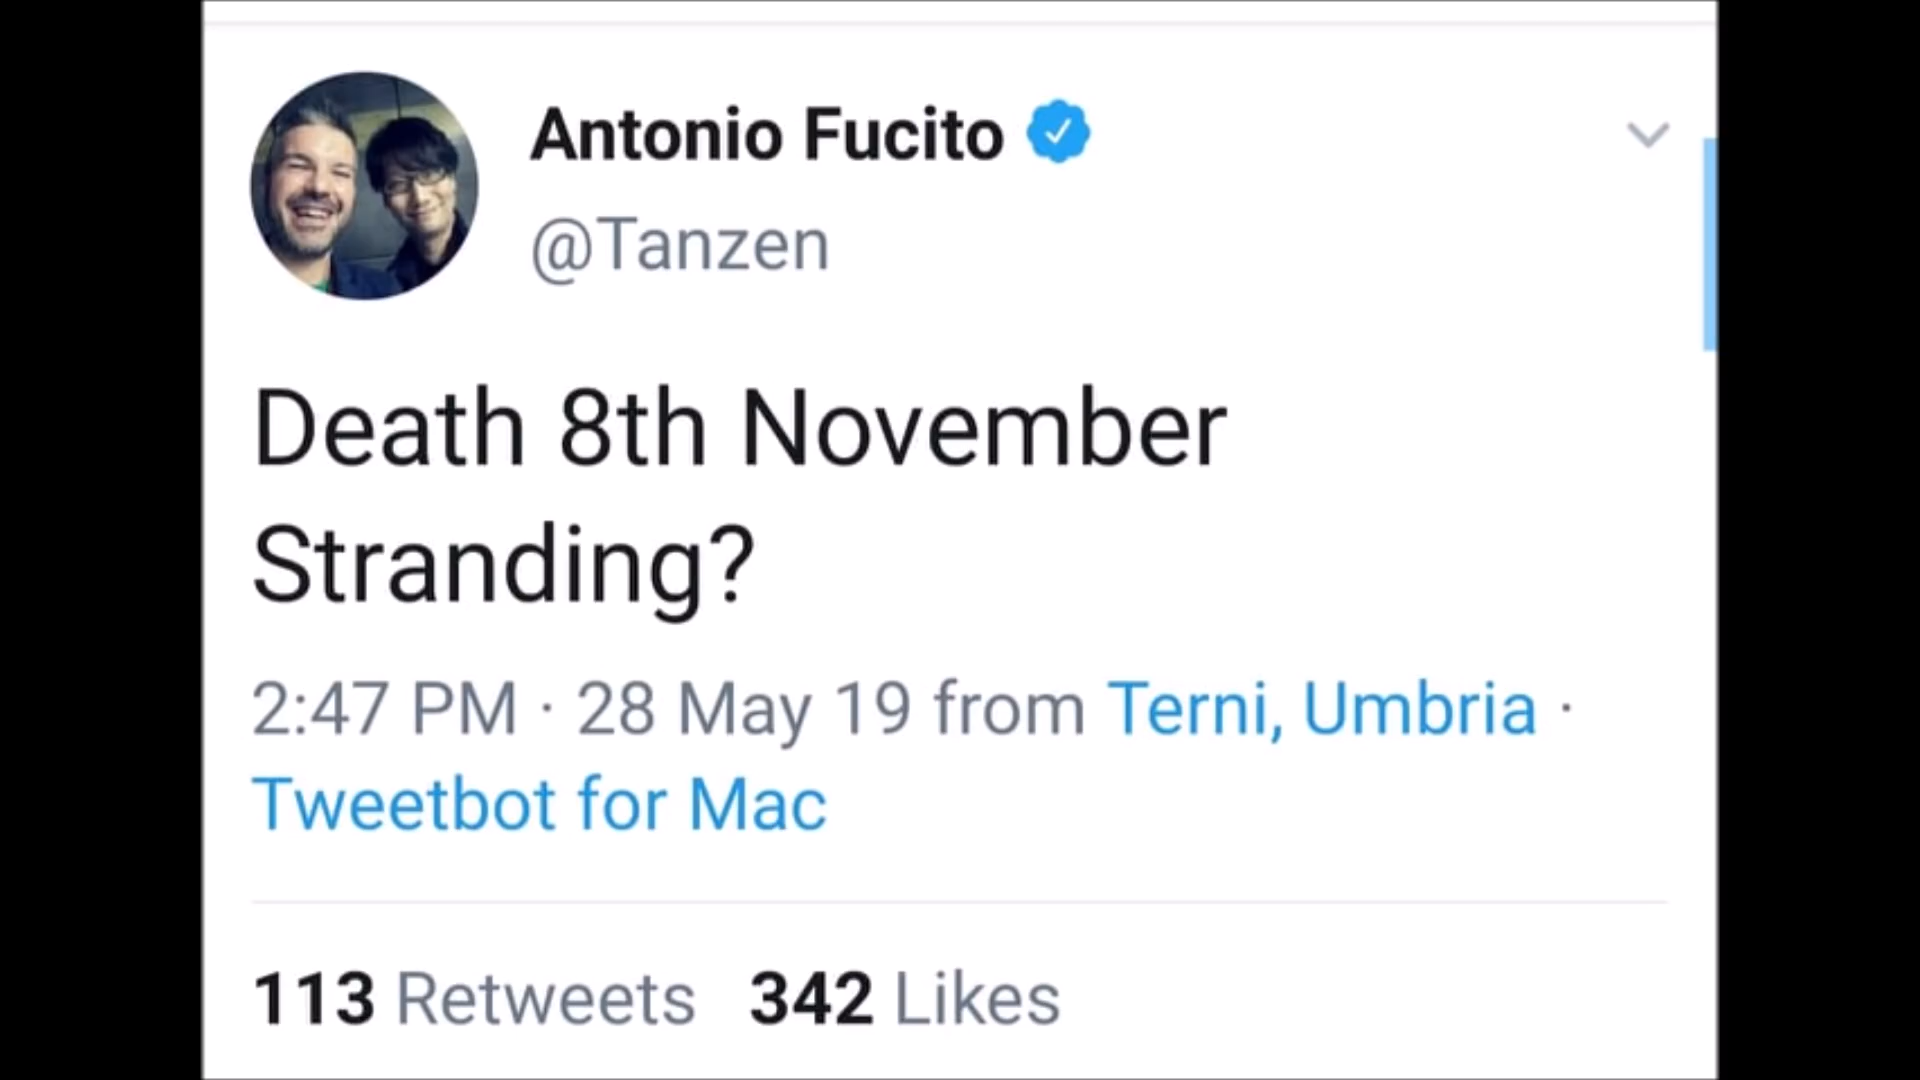 Antonio Fucito
@Tanzen
Death 8th November
Stranding?
2:47 PM · 28 May 19 from Terni, Umbria ·
Tweetbot for Mac
113 Retweets 342 Likes